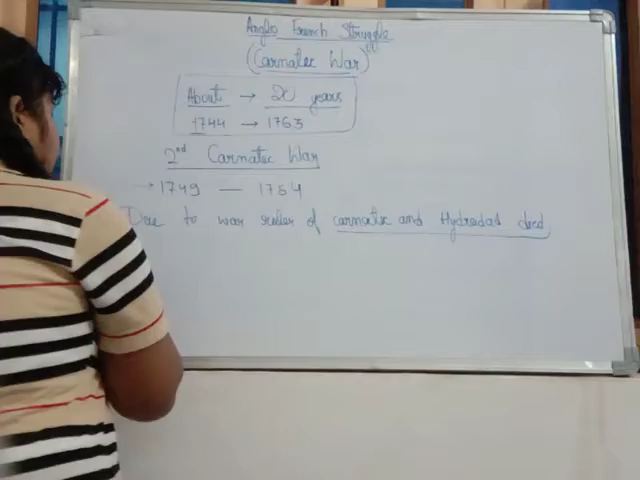 Anglo French Struggle
(Carnatic War)
About → 20 years
1744 → 1763
2nd Carnatic War
→ 1749 — 1754
Due to war ruler of carnatic and Hydredad died